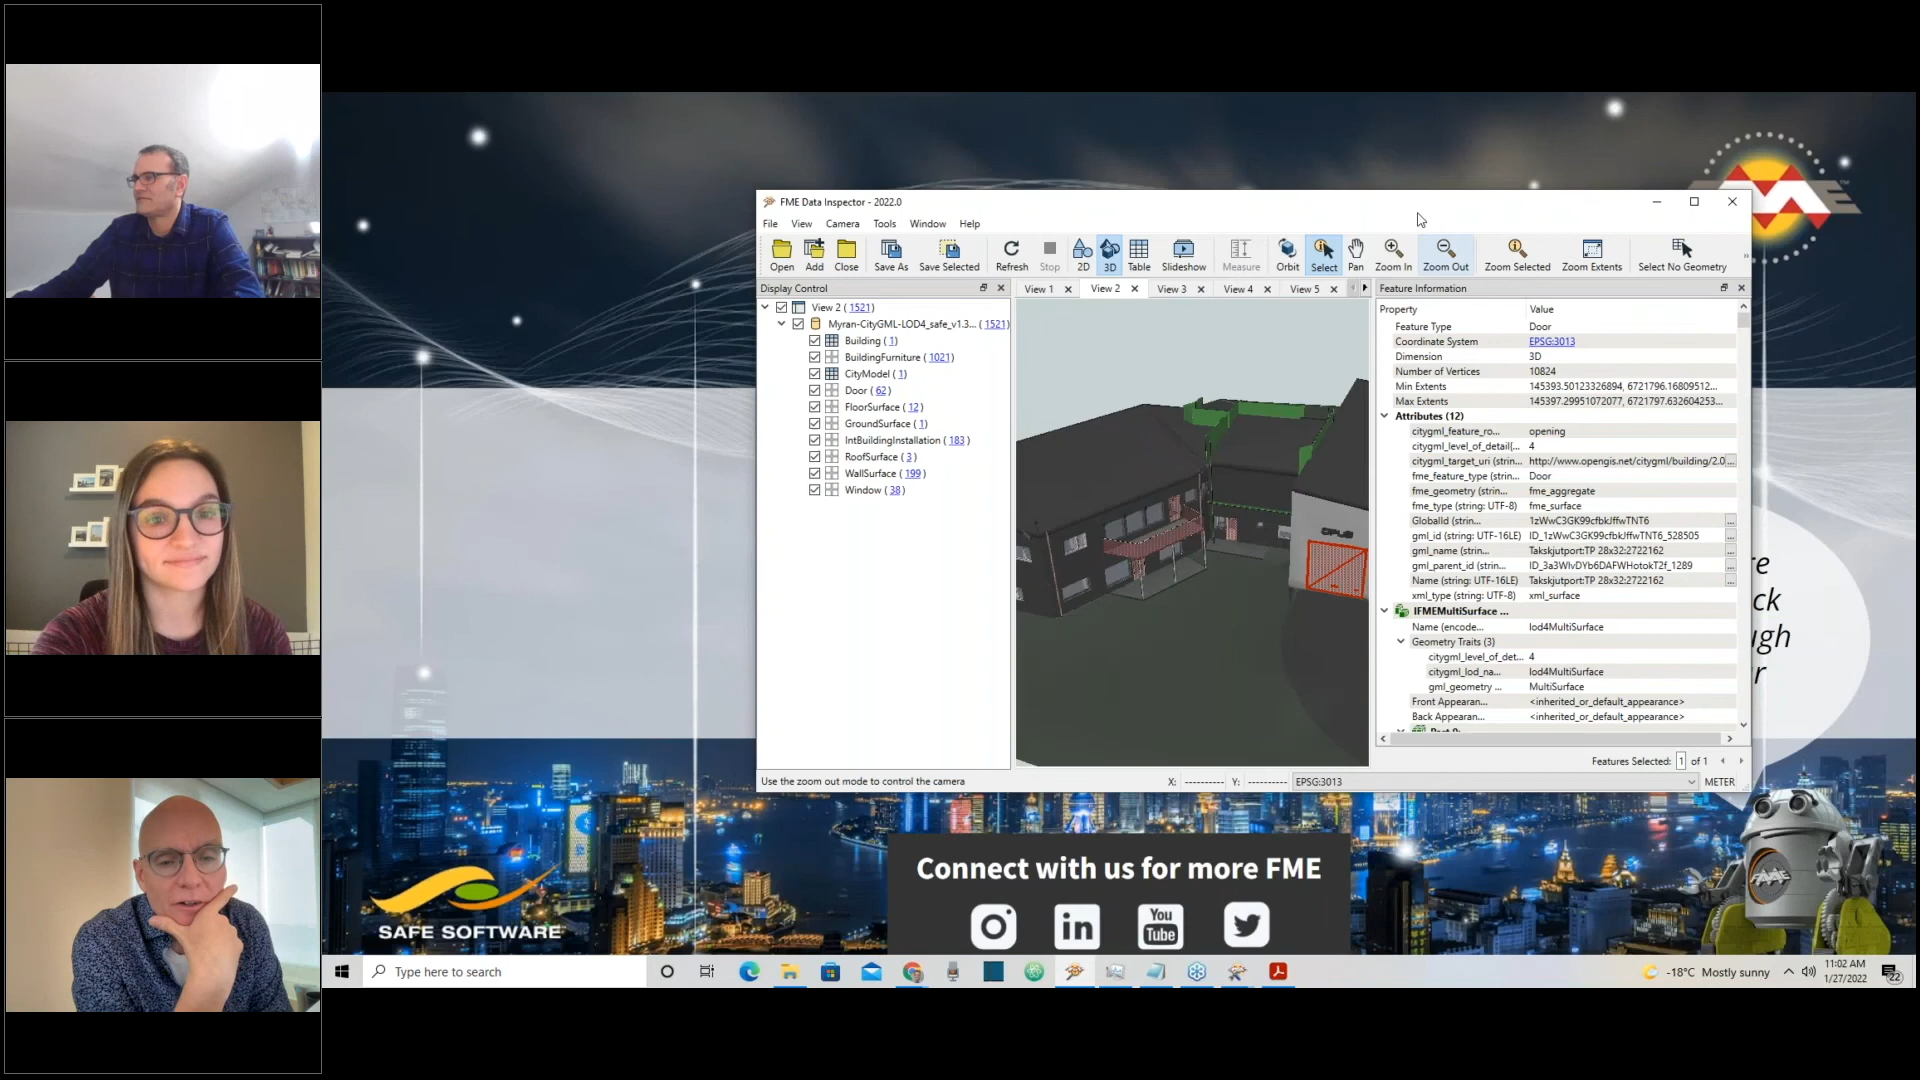 FME Data Inspector - 2022.0
File View Camera Tools Window Help
Open Add Close Save As Save Selected Refresh Stop 2D 3D Table Slideshow Measure Orbit Select Pan Zoom In Zoom Out Zoom Selected Zoom Extents Select No Geometry
Display Control
View 1 View 2 View 3 View 4 View 5
Feature Information
View 2 (1521)
Myran-CityGML-LOD4_safe_v1.3... (1521)
Building (1)
BuildingFurniture (1021)
CityModel (1)
Door (62)
FloorSurface (12)
GroundSurface (1)
IntBuildingInstallation (183)
RoofSurface (3)
WallSurface (199)
Window (38)
OPUS
Property Value
Feature Type Door
Coordinate System EPSG:3013
Dimension 3D
Number of Vertices 10824
Min Extents 145393.50123326894, 6721796.16809512...
Max Extents 145397.29951072077, 6721797.632604253...
Attributes (12)
citygml_feature_ro... opening
citygml_level_of_detail(... 4
citygml_target_uri (strin... http://www.opengis.net/citygml/building/2.0 ...
fme_feature_type (strin... Door
fme_geometry (strin... fme_aggregate
fme_type (string: UTF-8) fme_surface
GlobalId (strin... 1zWwC3GK99cfbkJffwTNT6 ...
gml_id (string: UTF-16LE) ID_1zWwC3GK99cfbkJffwTNT6_528505 ...
gml_name (strin... Takskjutport:TP 28x32:2722162 ...
gml_parent_id (strin... ID_3a3WIvDYb6DAFWHotokT2f_1289 ...
Name (string: UTF-16LE) Takskjutport:TP 28x32:2722162 ...
xml_type (string: UTF-8) xml_surface
IFMEMultiSurface ...
Name (encode... lod4MultiSurface
Geometry Traits (3)
citygml_level_of_det... 4
citygml_lod_na... lod4MultiSurface
gml_geometry ... MultiSurface
Front Appearan... <inherited_or_default_appearance>
Back Appearan... <inherited_or_default_appearance>
Features Selected: 1 of 1
Use the zoom out mode to control the camera
X: ---------- Y: ---------- EPSG:3013 METER
re
ck
ugh
r
Connect with us for more FME
in
You
Tube
SAFE SOFTWARE
FME
Type here to search
-18°C Mostly sunny
11:02 AM
1/27/2022
22